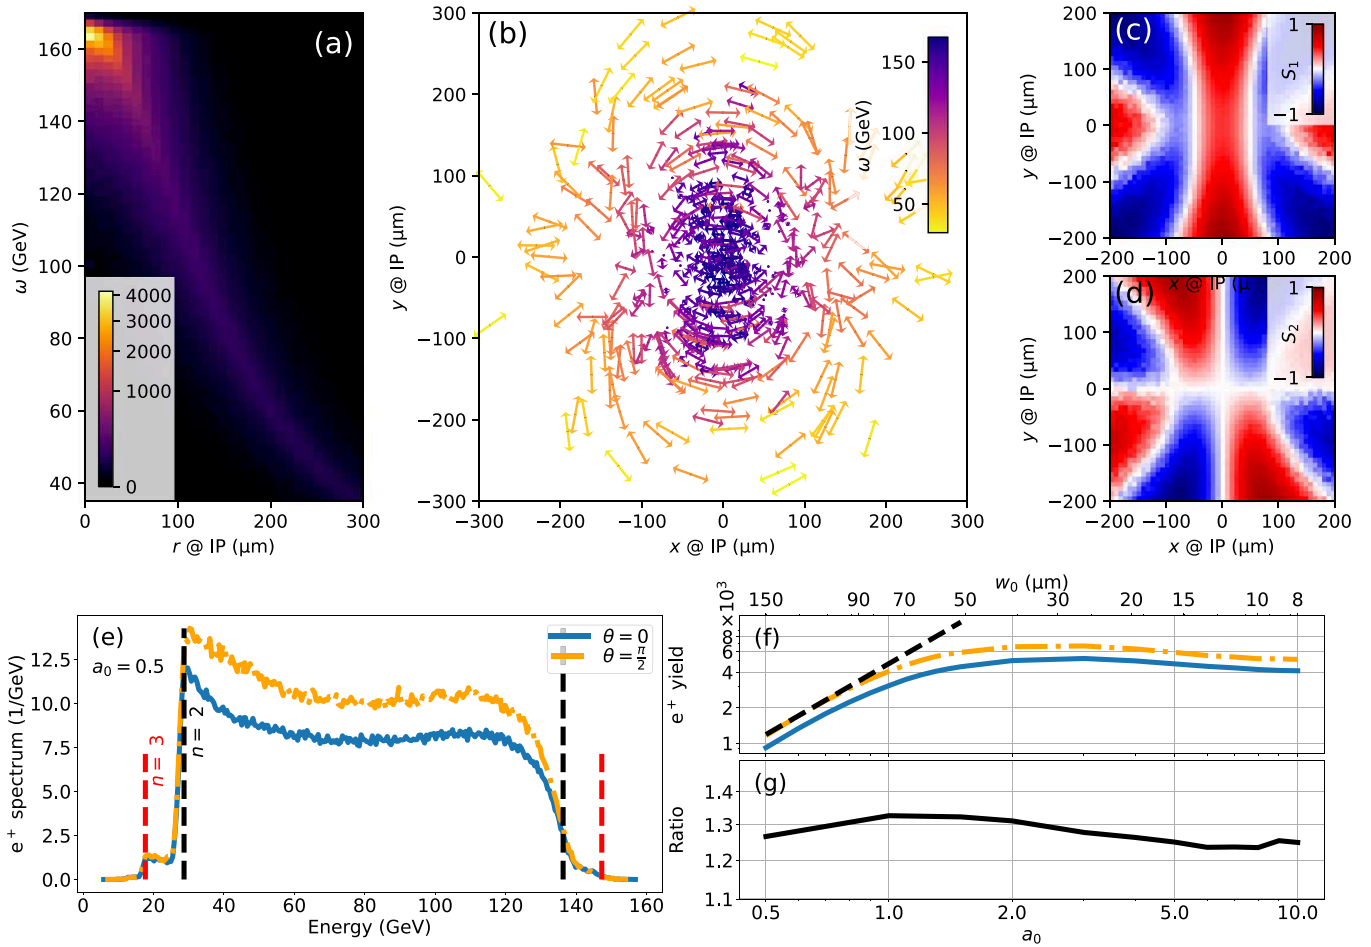 (a)
160
140
120
100
80
60
40
ω (GeV)
4000
3000
2000
1000
0
0 100 200 300
r @ IP (μm)
(b)
300
200
100
0
−100
−200
−300
y @ IP (μm)
150
100
50
ω (GeV)
−300 −200 −100 0 100 200 300
x @ IP (μm)
(c)
200
100
0
−100
−200
y @ IP (μm)
1
S1
−1
−200 −100 0 100 200
x @ IP (μ
(d)
200
100
0
−100
−200
y @ IP (μm)
1
S2
−1
−200 −100 0 100 200
x @ IP (μm)
(e)
a0 = 0.5
θ = 0
θ = π/2
n = 3
n = 2
12.5
10.0
7.5
5.0
2.5
0.0
e+ spectrum (1/GeV)
0 20 40 60 80 100 120 140 160
Energy (GeV)
w0 (μm)
150 90 70 50 30 20 15 10 8
×10³
(f)
8
6
4
2
1
e+ yield
(g)
1.4
1.3
1.2
1.1
Ratio
0.5 1.0 2.0 5.0 10.0
a0